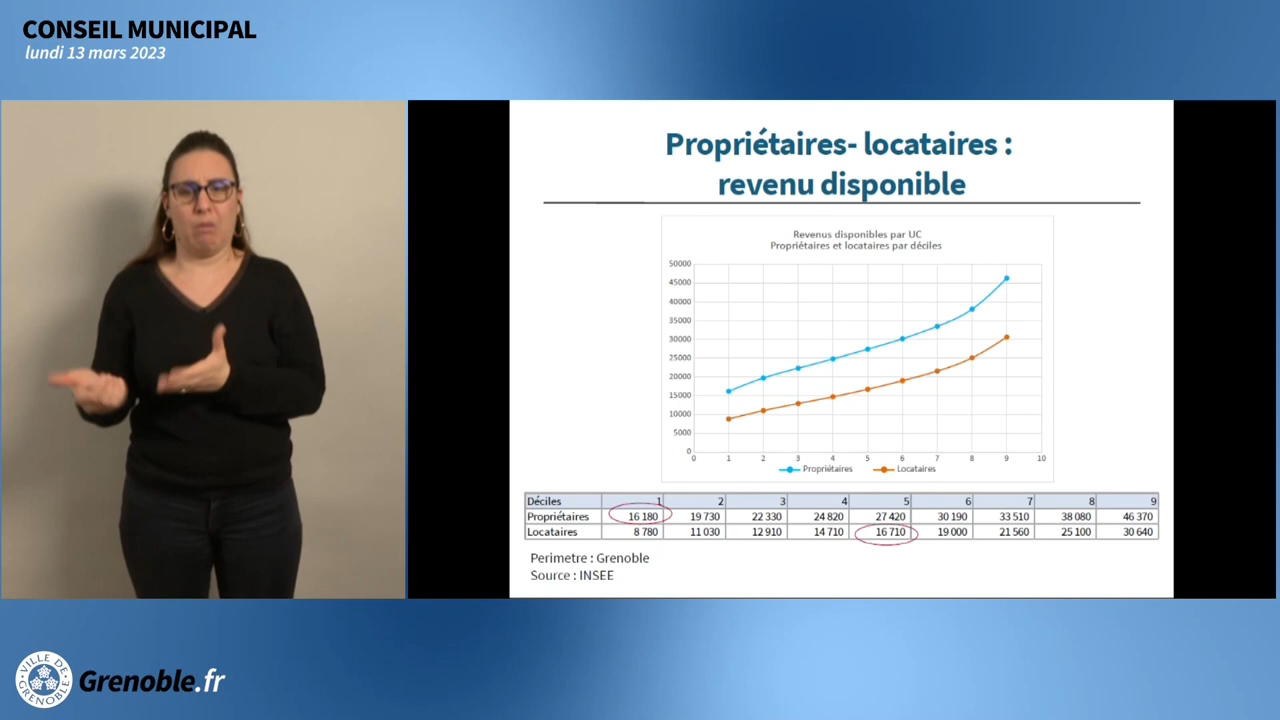 CONSEIL MUNICIPAL
lundi 13 mars 2023
Propriétaires- locataires :
revenu disponible
Revenus disponibles par UC
Propriétaires et locataires par déciles
50000
45000
40000
35000
30000
25000
20000
15000
10000
5000
0
0 1 2 3 4 5 6 7 8 9 10
Propriétaires Locataires
Déciles 1 2 3 4 5 6 7 8 9
Propriétaires 16 180 19 730 22 330 24 820 27 420 30 190 33 510 38 080 46 370
Locataires 8 780 11 030 12 910 14 710 16 710 19 000 21 560 25 100 30 640
Perimetre : Grenoble
Source : INSEE
VILLE DE GRENOBLE
Grenoble.fr